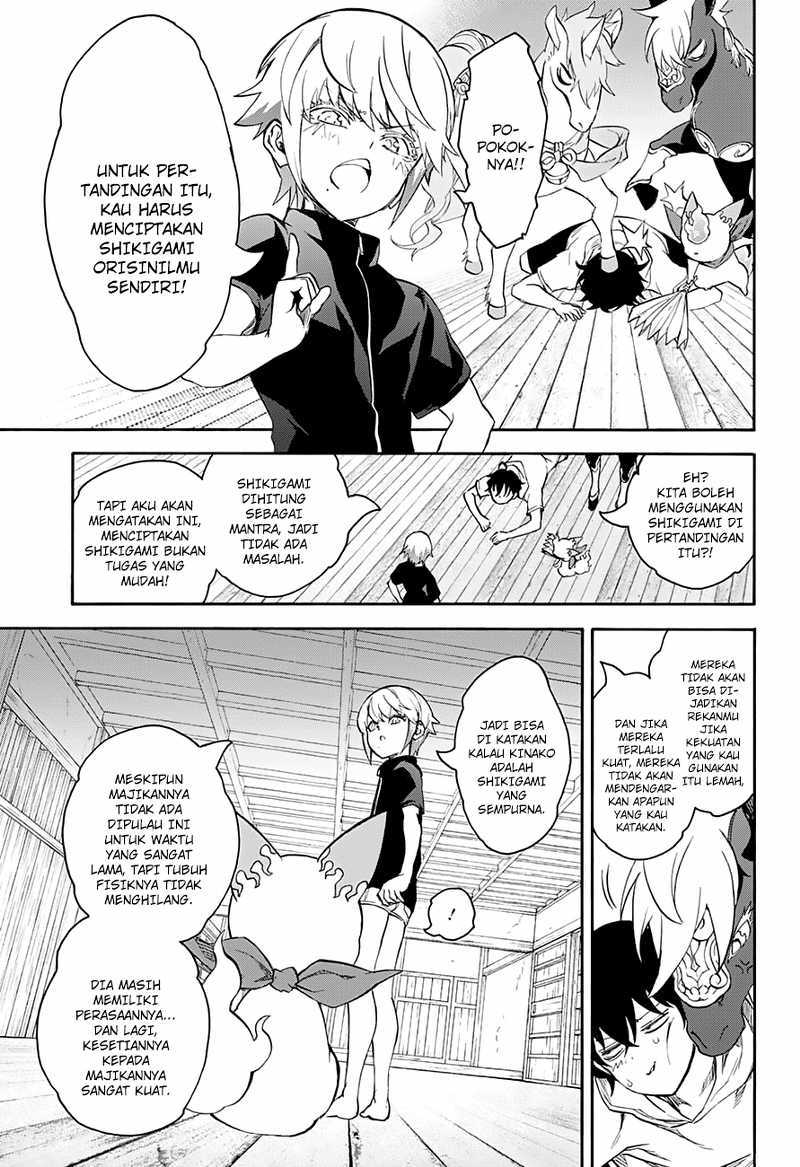 PO-
POKOK-
NYA!!
UNTUK PER-
TANDINGAN ITU,
KAU HARUS
MENCIPTAKAN
SHIKIGAMI
ORISINILMU
SENDIRI!
EH?
KITA BOLEH
MENGGUNAKAN
SHIKIGAMI DI
PERTANDINGAN
ITU?!
SHIKIGAMI
DIHITUNG
SEBAGAI
MANTRA, JADI
TIDAK ADA
MASALAH.
TAPI AKU AKAN
MENGATAKAN INI,
MENCIPTAKAN
SHIKIGAMI BUKAN
TUGAS YANG
MUDAH!
MEREKA
TIDAK AKAN
BISA DI-
JADIKAN
REKANMU
JIKA
KEKUATAN
YANG KAU
GUNAKAN
ITU LEMAH,
DAN JIKA
MEREKA
TERLALU
KUAT, MEREKA
TIDAK AKAN
MENDENGAR-
KAN APAPUN
YANG KAU
KATAKAN.
JADI BISA
DI KATAKAN
KALAU KINAKO
ADALAH
SHIKIGAMI
YANG
SEMPURNA.
..!
MESKIPUN
MAJIKANNYA
TIDAK ADA
DIPULAU INI
UNTUK WAKTU
YANG SANGAT
LAMA, TAPI TUBUH
FISIKNYA TIDAK
MENGHILANG.
DIA MASIH
MEMILIKI
PERASAANNYA...
DAN LAGI,
KESETIANNYA
KEPADA
MAJIKANNYA
SANGAT KUAT.